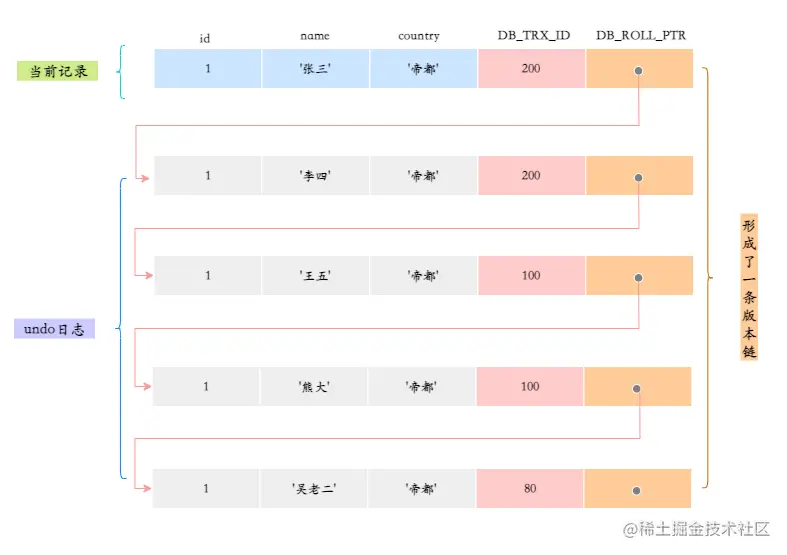 id name country DB_TRX_ID DB_ROLL_PTR
当前记录 1 '张三' '帝都' 200
1 '李四' '帝都' 200
1 '王五' '帝都' 100
undo日志
1 '熊大' '帝都' 100
1 '吴老二' '帝都' 80
形成了一条版本链
@稀土掘金技术社区